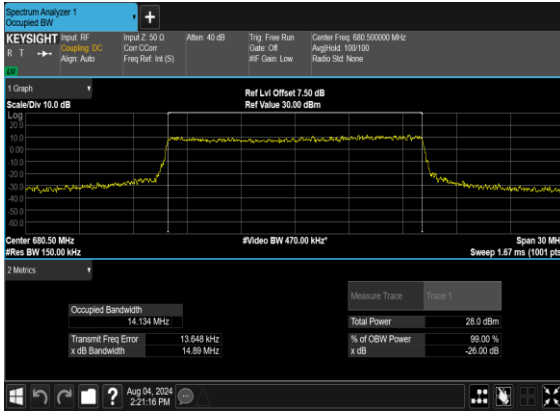 Spectrum Analyzer 1
Occupied BW
+
KEYSIGHT
R T
LXI
Input: RF
Coupling: DC
Align: Auto
Input Z: 50 Ω
Corr CCorr
Freq Ref: Int (S)
Atten: 40 dB
Trig: Free Run
Gate: Off
#IF Gain: Low
Center Freq: 680.500000 MHz
Avg|Hold: 100/100
Radio Std: None
1 Graph
Scale/Div 10.0 dB
Ref Lvl Offset 7.50 dB
Ref Value 30.00 dBm
Log
20.0
10.0
0.00
-10.0
-20.0
-30.0
-40.0
-50.0
-60.0
Center 680.50 MHz
#Res BW 150.00 kHz
#Video BW 470.00 kHz*
Span 30 MH
Sweep 1.67 ms (1001 pts
2 Metrics
Measure Trace Trace 1
Occupied Bandwidth
14.134 MHz
Total Power 28.0 dBm
Transmit Freq Error 13.648 kHz
% of OBW Power 99.00 %
x dB Bandwidth 14.89 MHz
x dB -26.00 dB
?
Aug 04, 2024
2:21:16 PM